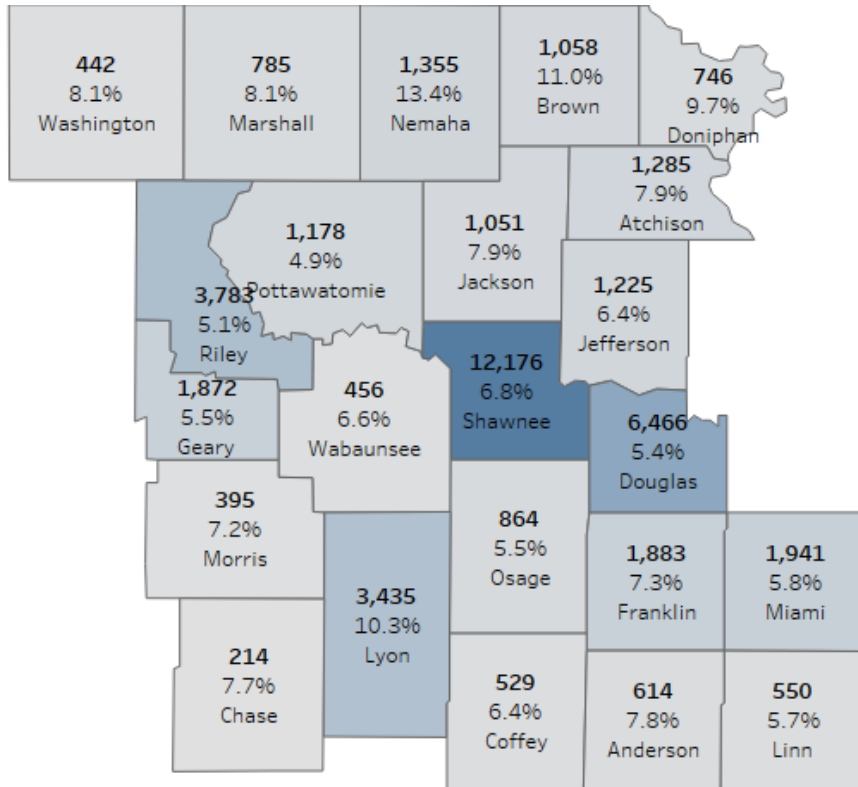 442
8.1%
Washington
785
8.1%
Marshall
1,355
13.4%
Nemaha
1,058
11.0%
Brown
746
9.7%
Doniphan
1,285
7.9%
Atchison
1,178
4.9%
Pottawatomie
1,051
7.9%
Jackson
1,225
6.4%
Jefferson
3,783
5.1%
Riley
12,176
6.8%
Shawnee
1,872
5.5%
Geary
456
6.6%
Wabaunsee
6,466
5.4%
Douglas
395
7.2%
Morris
864
5.5%
Osage
1,883
7.3%
Franklin
1,941
5.8%
Miami
3,435
10.3%
Lyon
214
7.7%
Chase
529
6.4%
Coffey
614
7.8%
Anderson
550
5.7%
Linn